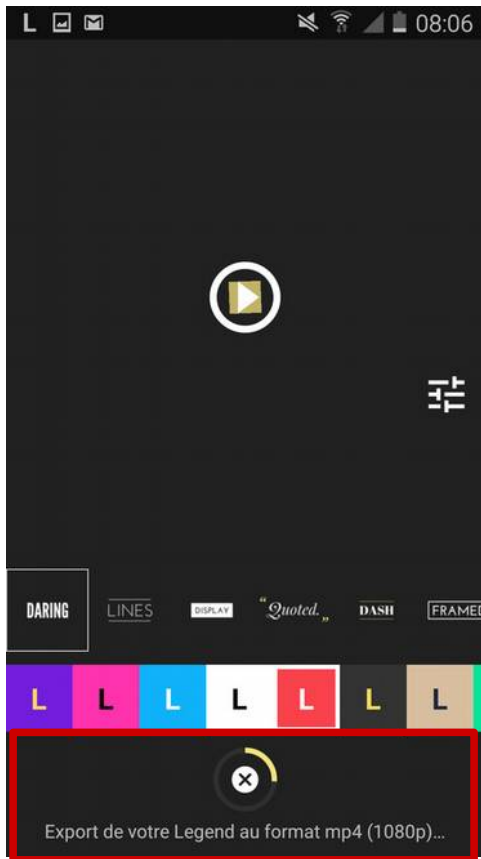 L 08:06
DARING LINES DISPLAY “Quoted.„ DASH FRAMED
L L L L L L L
Export de votre Legend au format mp4 (1080p)...